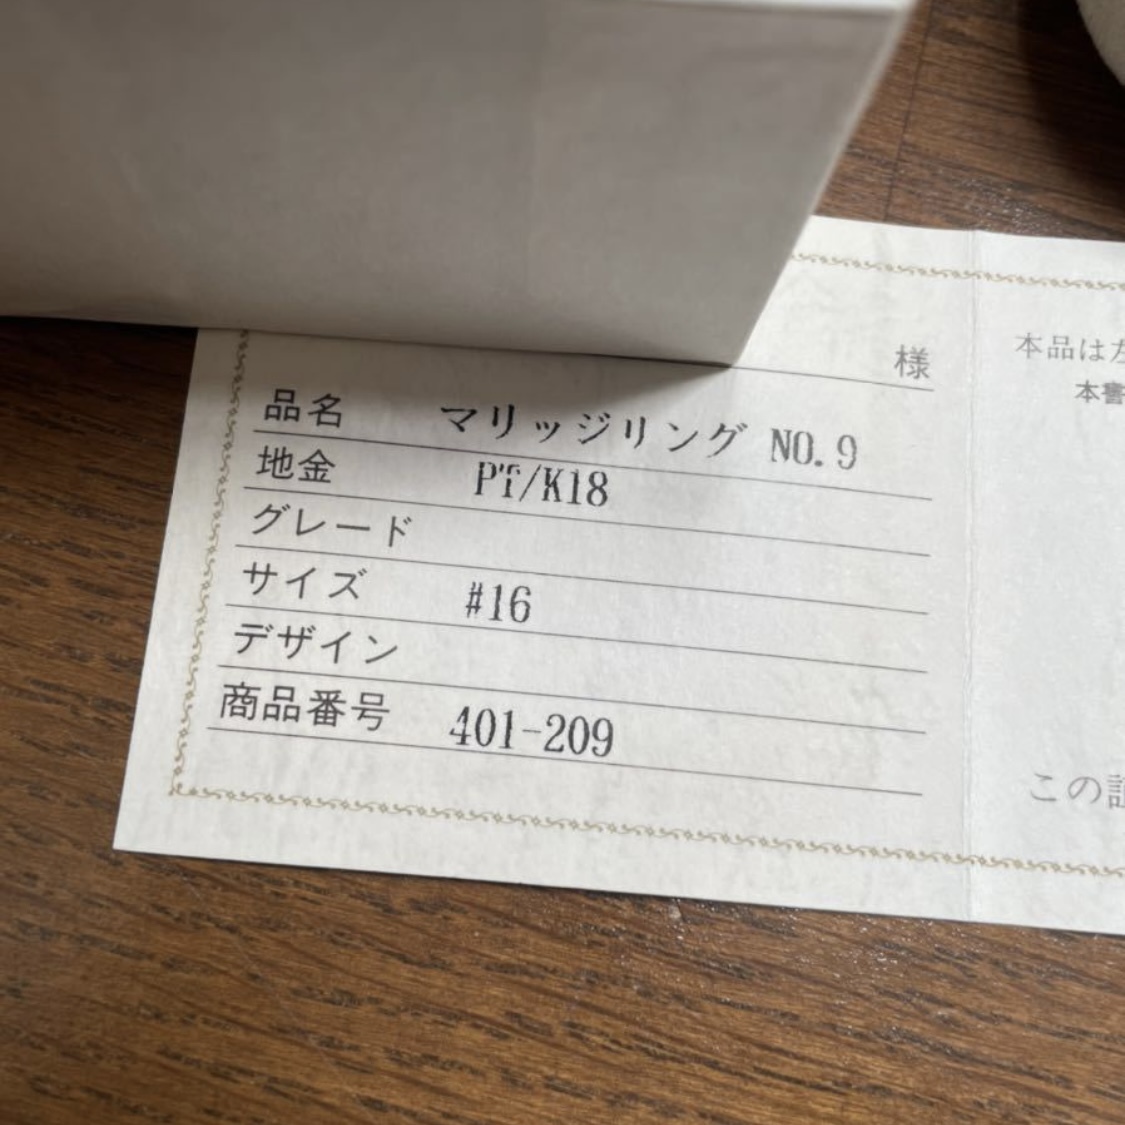 様
品名 マリッジリング NO.9
地金 PT/K18
グレード
サイズ #16
デザイン
商品番号 401-209
本品は左
本書
この証